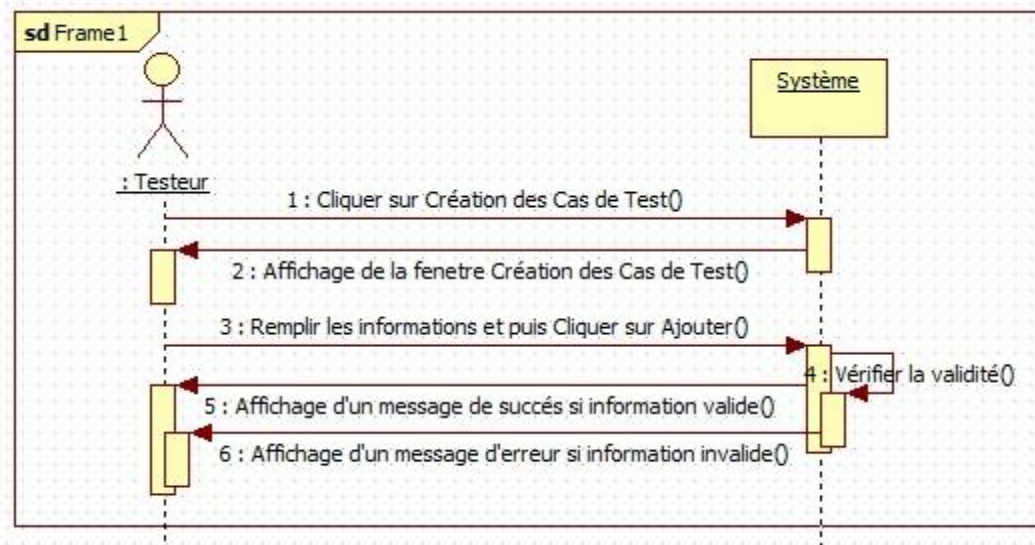 sd Frame1
Système
: Testeur
1 : Cliquer sur Création des Cas de Test()
2 : Affichage de la fenetre Création des Cas de Test()
3 : Remplir les informations et puis Cliquer sur Ajouter()
4 : Vérifier la validité()
5 : Affichage d'un message de succés si information valide()
6 : Affichage d'un message d'erreur si information invalide()